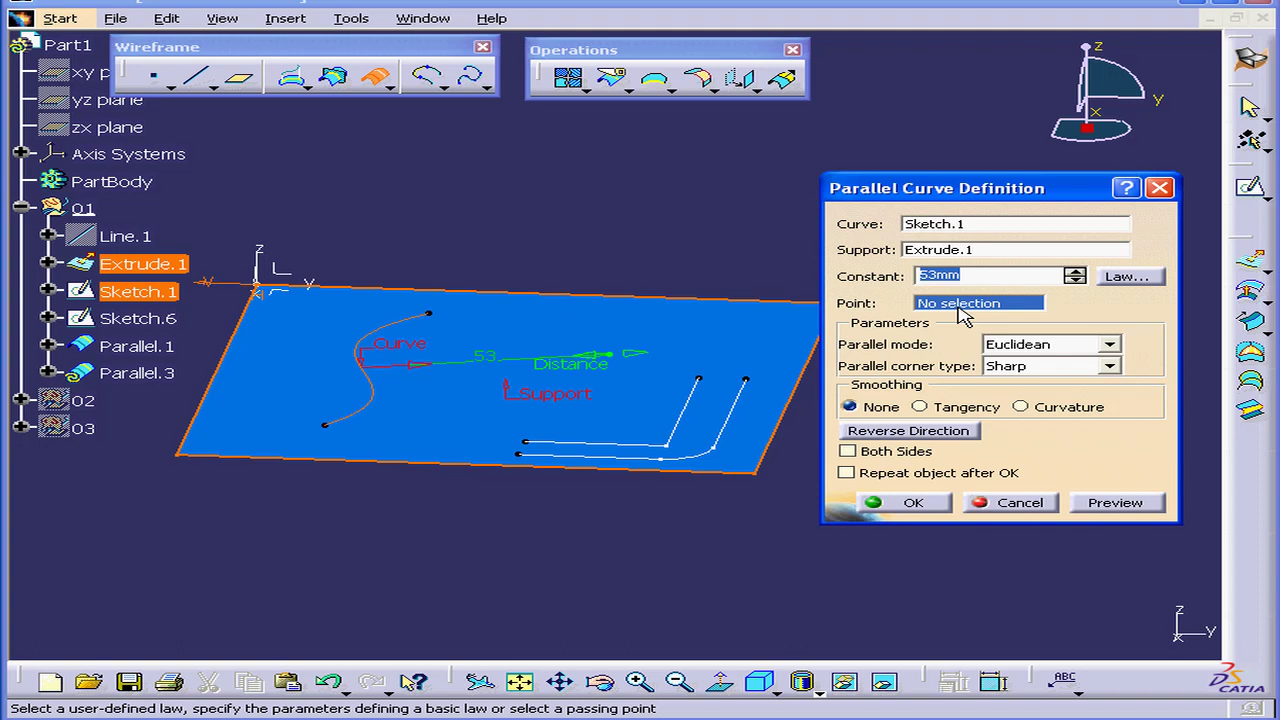 Start File Edit View Insert Tools Window Help
Part1
Wireframe
Operations
xy p
yz plane
zx plane
Axis Systems
PartBody
01
Line.1
Extrude.1
Sketch.1
Sketch.6
Parallel.1
Parallel.3
02
03
z
y
x
z
y
Curve
53
Distance
Support
Parallel Curve Definition
Curve: Sketch.1
Support: Extrude.1
Constant: 53mm Law...
Point: No selection
Parameters
Parallel mode: Euclidean
Parallel corner type: Sharp
Smoothing
None Tangency Curvature
Reverse Direction
Both Sides
Repeat object after OK
OK Cancel Preview
z
x y
ABC
DS
CATIA
Select a user-defined law, specify the parameters defining a basic law or select a passing point